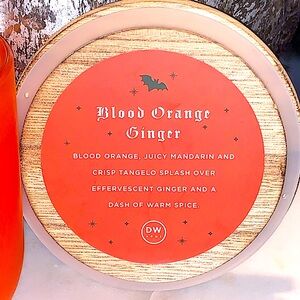 Blood Orange
Ginger
BLOOD ORANGE, JUICY MANDARIN AND
CRISP TANGELO SPLASH OVER
EFFERVESCENT GINGER AND A
DASH OF WARM SPICE.
DW